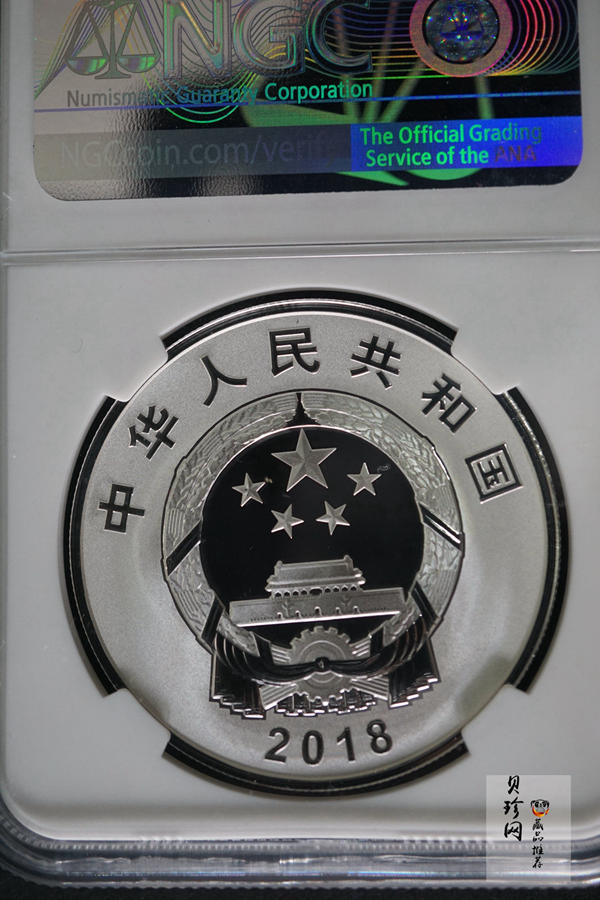 NGC
Numismatic Guaranty Corporation
NGCcoin.com/verify
The Official Grading
Service of the ANA
中华人民共和国
2018
贝珍网
藏品推荐